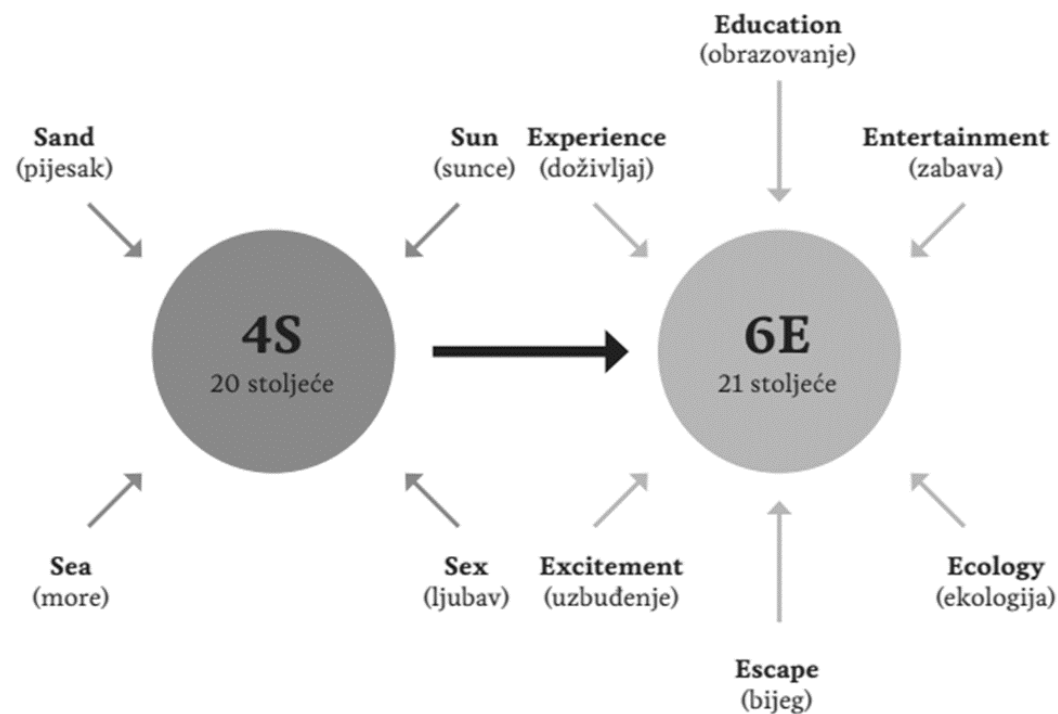 Education
(obrazovanje)
Sand
(pijesak)
Sun
(sunce)
Experience
(doživljaj)
Entertainment
(zabava)
4S
20 stoljeće
6E
21 stoljeće
Sea
(more)
Sex
(ljubav)
Excitement
(uzbuđenje)
Ecology
(ekologija)
Escape
(bijeg)